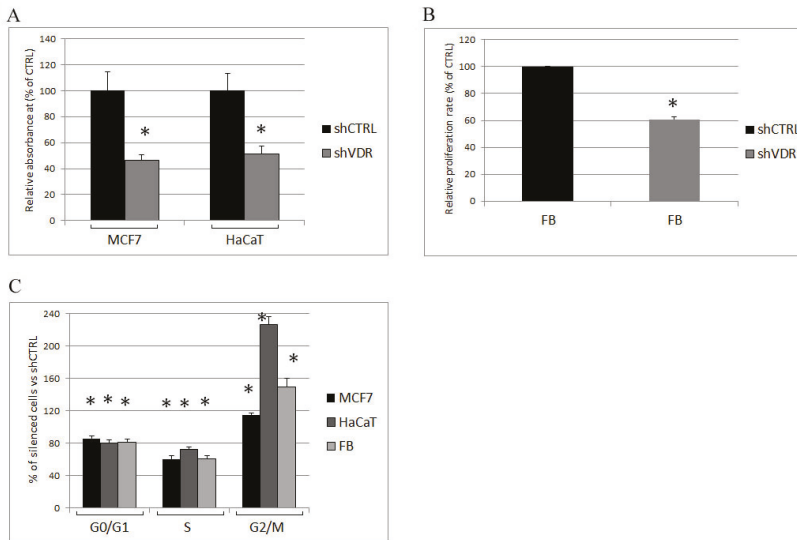 A
Relative absorbance at (% of CTRL)
140
120
100
80
60
40
20
0
*
*
MCF7
HaCaT
shCTRL
shVDR
B
Relative proliferation rate (% of CTRL)
120
100
80
60
40
20
0
*
FB
FB
shCTRL
shVDR
C
% of silenced cells vs shCTRL
240
200
160
120
80
40
0
* * *
* * *
* * *
G0/G1
S
G2/M
MCF7
HaCaT
FB